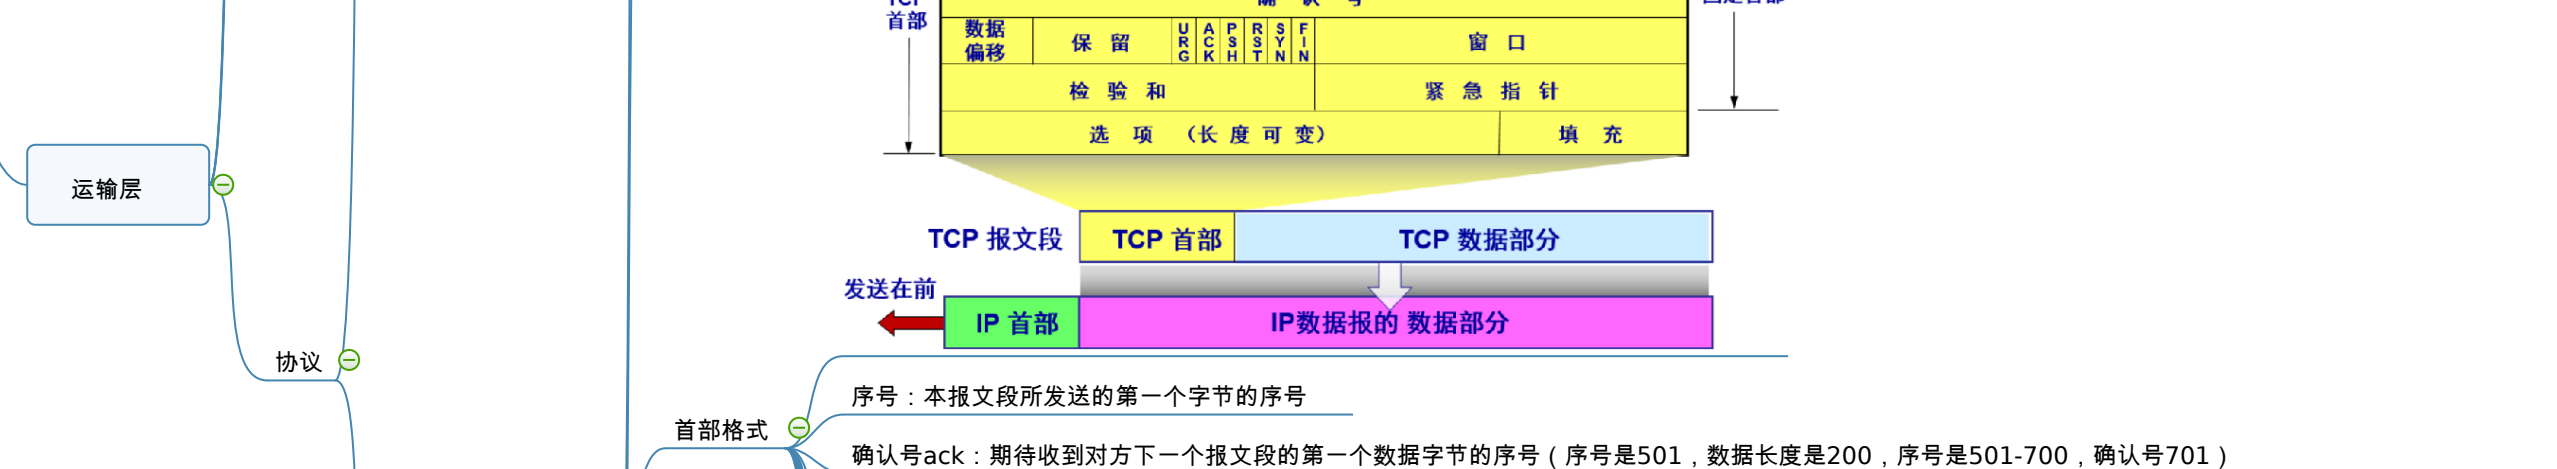 首部
数据
偏移
保 留
URG
ACK
PSH
RST
SYN
FIN
窗 口
检 验 和
紧 急 指 针
选 项 （长 度 可 变）
填 充
运输层
TCP 报文段
TCP 首部
TCP 数据部分
发送在前
IP 首部
IP数据报的 数据部分
协议
序号：本报文段所发送的第一个字节的序号
首部格式
确认号ack：期待收到对方下一个报文段的第一个数据字节的序号（序号是501，数据长度是200，序号是501-700，确认号701）